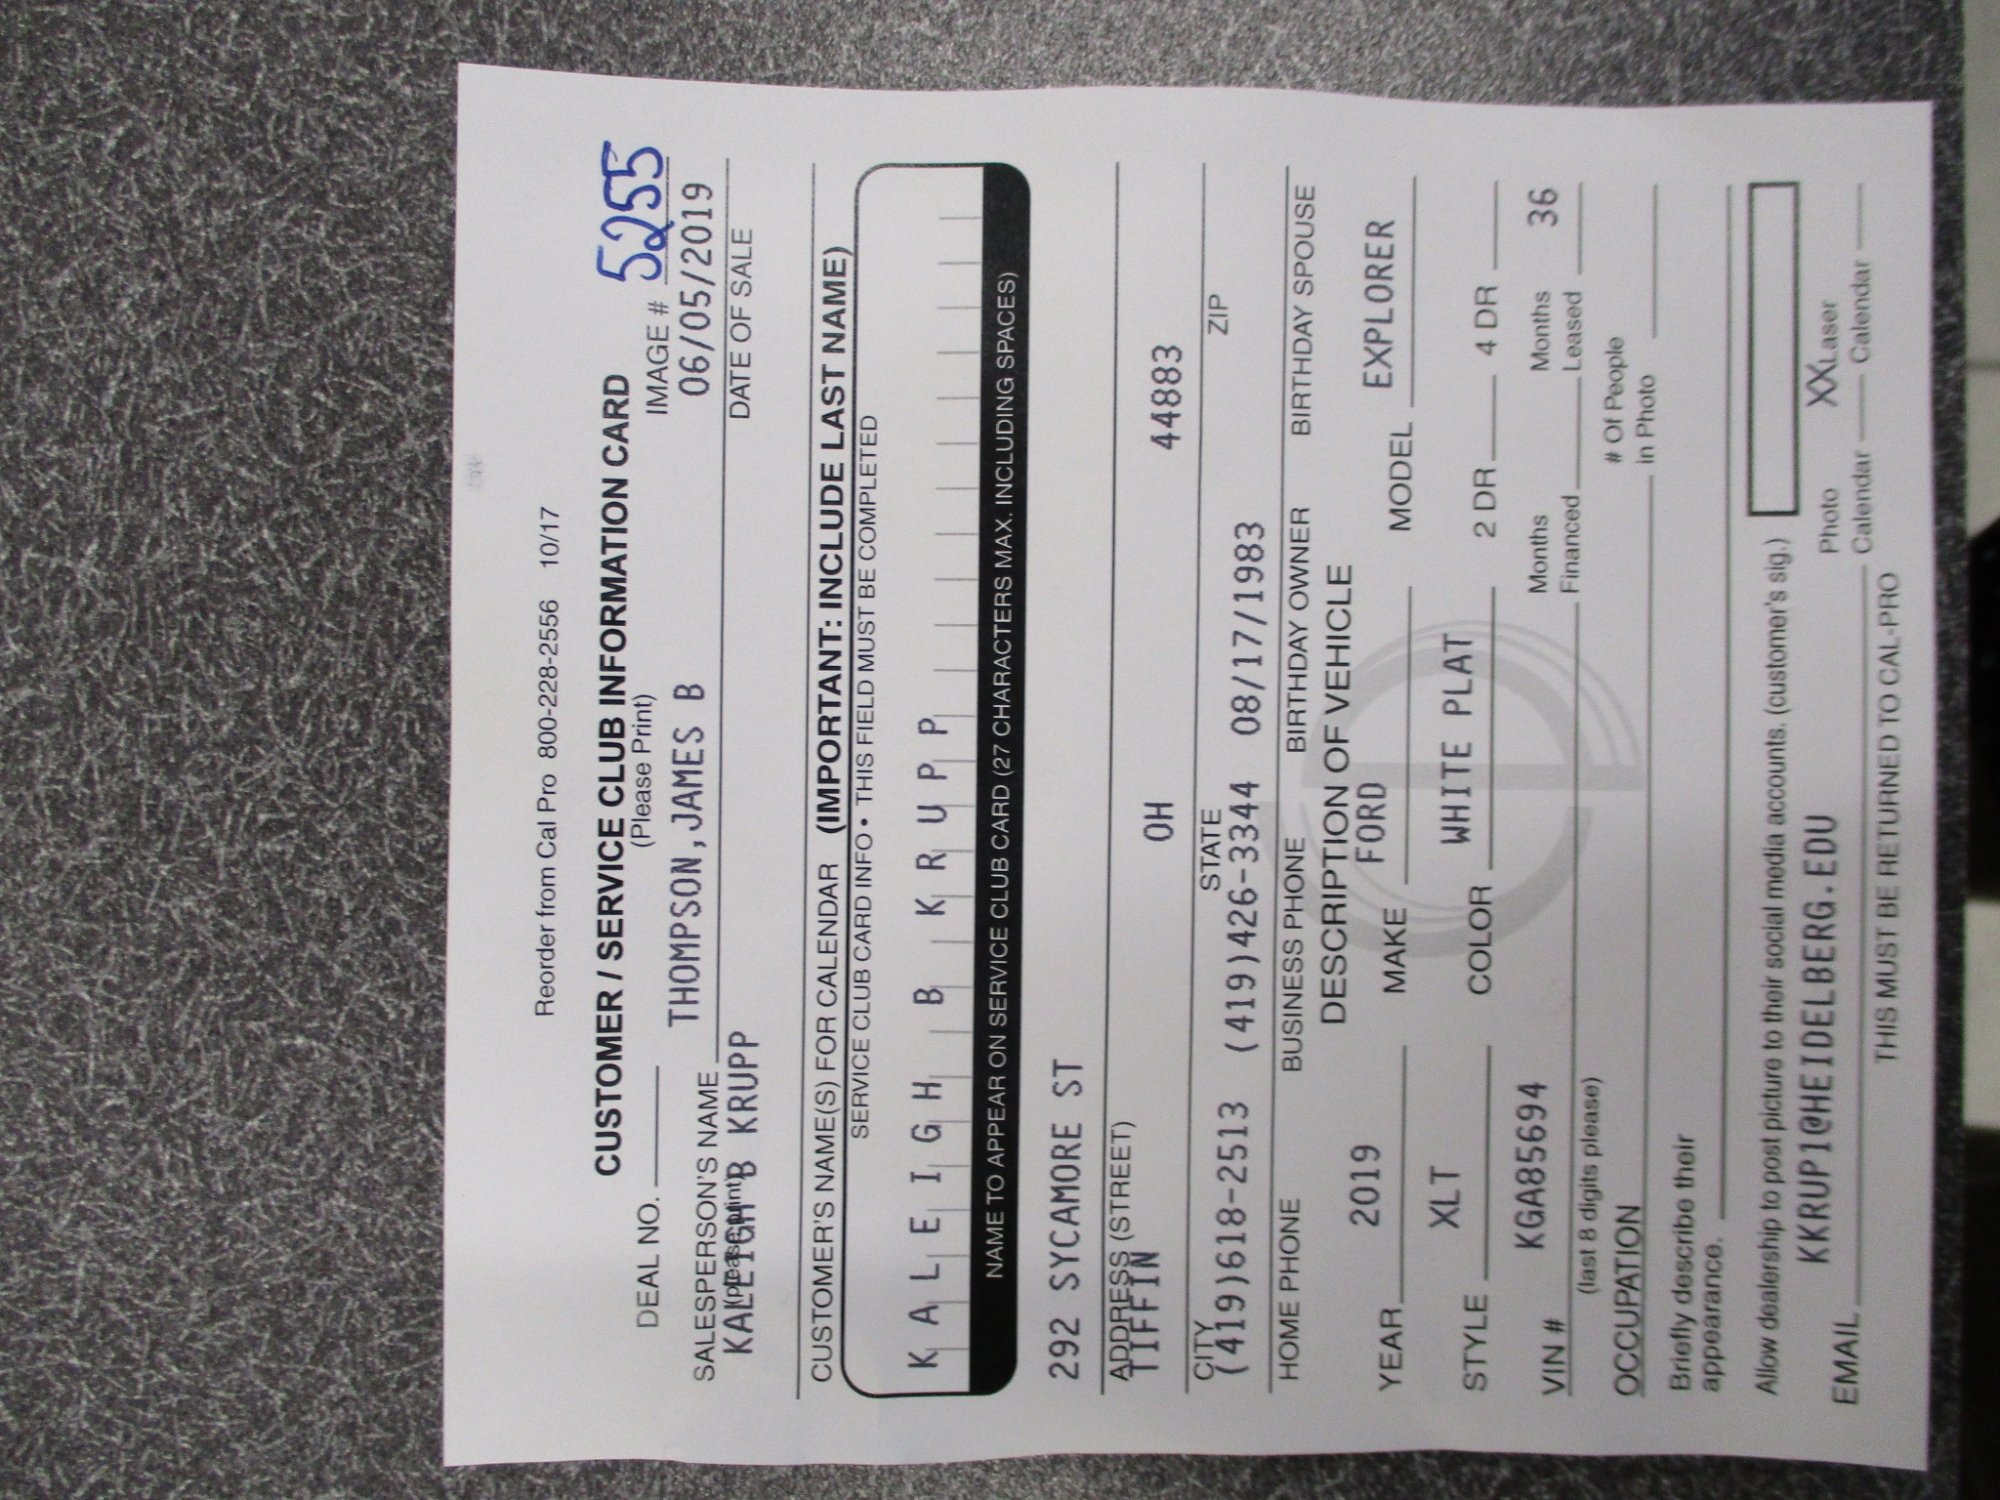 Reorder from Cal Pro 800-228-2556 10/17
CUSTOMER / SERVICE CLUB INFORMATION CARD
(Please Print)
DEAL NO.
IMAGE # 5255
THOMPSON,JAMES B 06/05/2019
SALESPERSON'S NAME DATE OF SALE
(please print)
KALEIGH B KRUPP
CUSTOMER'S NAME(S) FOR CALENDAR (IMPORTANT: INCLUDE LAST NAME)
SERVICE CLUB CARD INFO • THIS FIELD MUST BE COMPLETED
KALEIGH B KRUPP
NAME TO APPEAR ON SERVICE CLUB CARD (27 CHARACTERS MAX. INCLUDING SPACES)
292 SYCAMORE ST
ADDRESS (STREET)
TIFFIN OH 44883
CITY STATE ZIP
(419)618-2513 (419)426-3344 08/17/1983
HOME PHONE BUSINESS PHONE BIRTHDAY OWNER BIRTHDAY SPOUSE
DESCRIPTION OF VEHICLE
YEAR 2019 MAKE FORD MODEL EXPLORER
STYLE XLT COLOR WHITE PLAT 2 DR 4 DR
VIN # KGA85694 Months Financed Months Leased 36
(last 8 digits please)
OCCUPATION # Of People in Photo
Briefly describe their
appearance.
Allow dealership to post picture to their social media accounts. (customer's sig.)
EMAIL KKRUP1@HEIDELBERG.EDU Photo Calendar XX Laser Calendar
THIS MUST BE RETURNED TO CAL-PRO